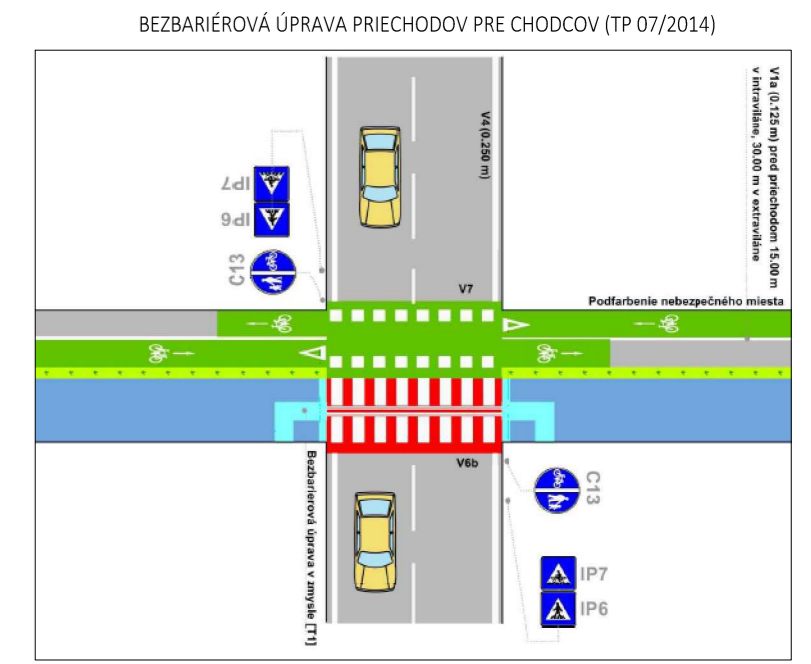 BEZBARIÉROVÁ ÚPRAVA PRIECHODOV PRE CHODCOV (TP 07/2014)
V1a (0.125 m) pred priechodom 15.00 m
v intraviláne, 30.00 m v extraviláne
V4 (0.250 m)
IP7
IP6
C13
V7
Podfarbenie nebezpečného miesta
V6b
Bezbarierová úprava v zmysle [T1]
C13
IP7
IP6